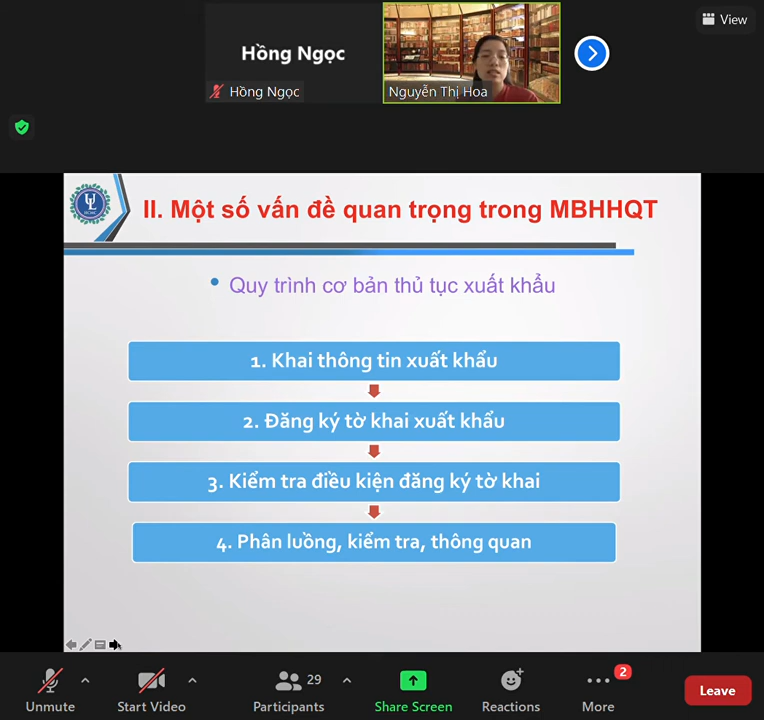 View
Hồng Ngọc
Hồng Ngọc
Nguyễn Thị Hoa
II. Một số vấn đề quan trọng trong MBHHQT
• Quy trình cơ bản thủ tục xuất khẩu
1. Khai thông tin xuất khẩu
2. Đăng ký tờ khai xuất khẩu
3. Kiểm tra điều kiện đăng ký tờ khai
4. Phân luồng, kiểm tra, thông quan
29
2
Unmute
Start Video
Participants
Share Screen
Reactions
More
Leave